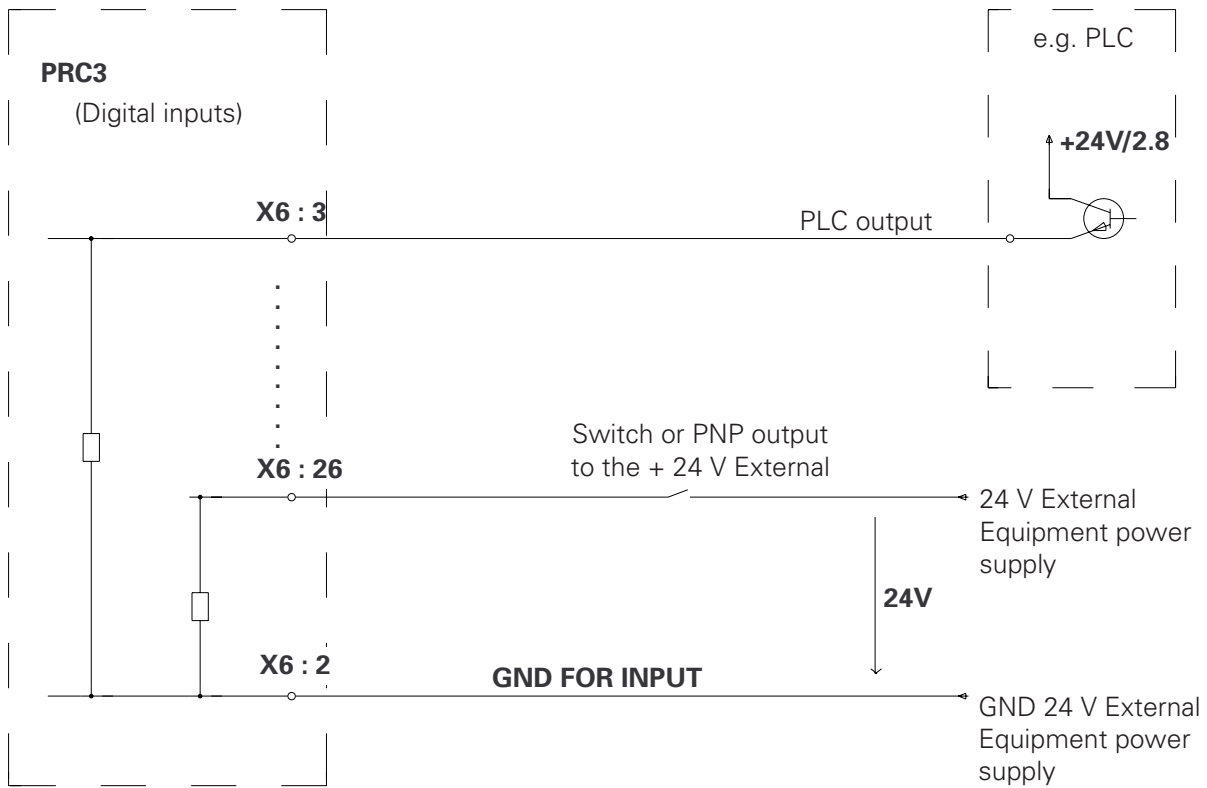 e.g. PLC
PRC3
(Digital inputs)
+24V/2.8
X6 : 3
PLC output
Switch or PNP output
to the + 24 V External
X6 : 26
24 V External
Equipment power
supply
24V
X6 : 2
GND FOR INPUT
GND 24 V External
Equipment power
supply